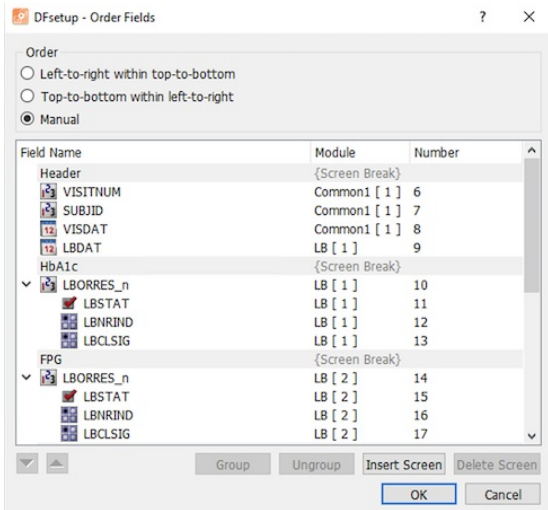 DFsetup - Order Fields ? ×
Order
Left-to-right within top-to-bottom
Top-to-bottom within left-to-right
Manual
Field Name Module Number
Header {Screen Break}
VISITNUM Common1 [ 1 ] 6
SUBJID Common1 [ 1 ] 7
12 VISDAT Common1 [ 1 ] 8
12 LBDAT LB [ 1 ] 9
HbA1c {Screen Break}
LBORRES_n LB [ 1 ] 10
LBSTAT LB [ 1 ] 11
LBNRIND LB [ 1 ] 12
LBCLSIG LB [ 1 ] 13
FPG {Screen Break}
LBORRES_n LB [ 2 ] 14
LBSTAT LB [ 2 ] 15
LBNRIND LB [ 2 ] 16
LBCLSIG LB [ 2 ] 17
Group Ungroup Insert Screen Delete Screen
OK Cancel